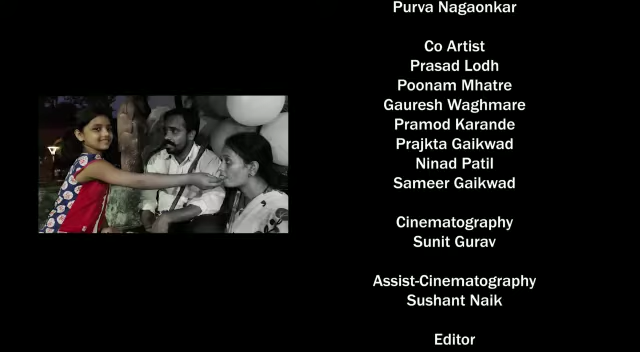 Purva Nagaonkar
Co Artist
Prasad Lodh
Poonam Mhatre
Gauresh Waghmare
Pramod Karande
Prajkta Gaikwad
Ninad Patil
Sameer Gaikwad
Cinematography
Sunit Gurav
Assist-Cinematography
Sushant Naik
Editor